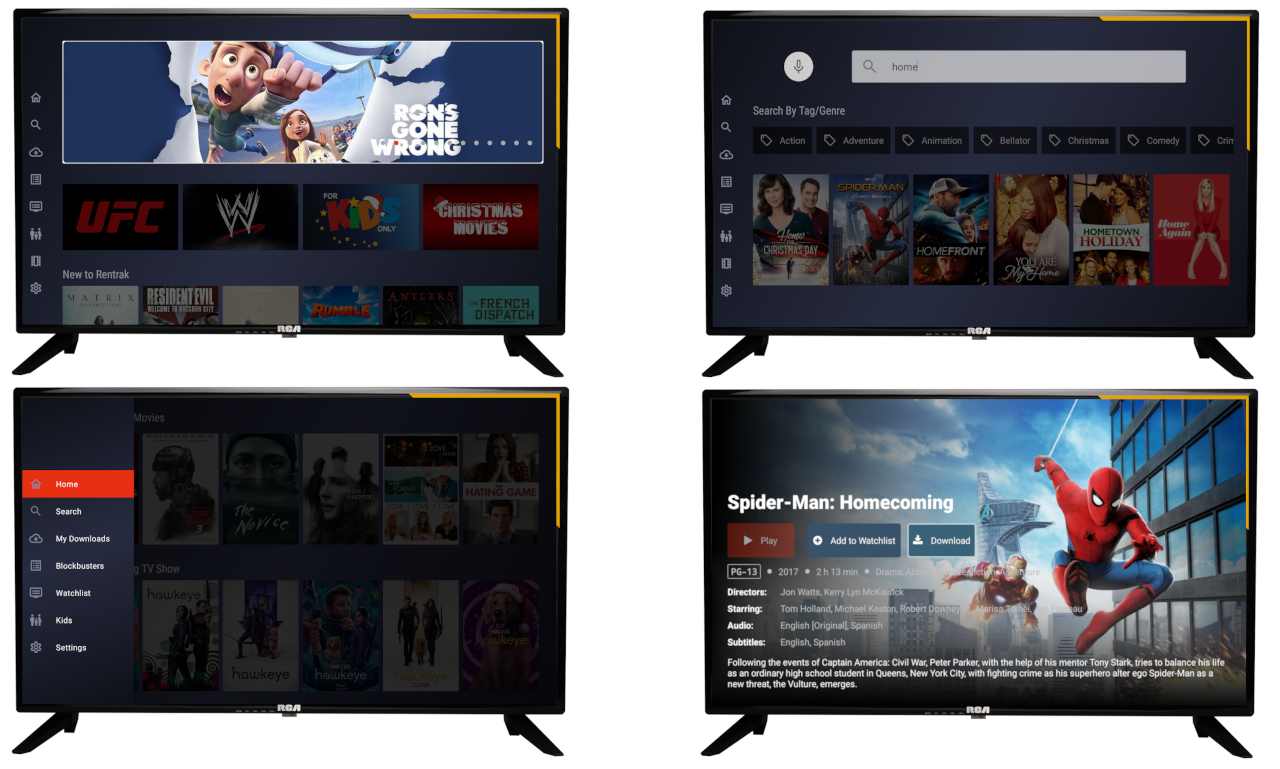 RON'S
GONE
WRONG
UFC
W
FOR
KIDS
ONLY
CHRISTMAS
MOVIES
New to Rentrak
MATRIX
RESIDENT EVIL
WELCOME TO RACCOON CITY
RUMBLE
ANTLERS
THE FRENCH
DISPATCH
RCA
home
Search By Tag/Genre
Action
Adventure
Animation
Bellator
Christmas
Comedy
Crim
Home
FOR
CHRISTMAS DAY
SPIDER-MAN
HOMEFRONT
YOU ARE
My Home
HOMETOWN
HOLIDAY
Home
Again
RCA
Movies
Home
Search
My Downloads
Blockbusters
Watchlist
Kids
Settings
The
Novice
THE
HATING GAME
g TV Show
hawkeye
hawkeye
hawkeye
hawkeye
hawkeye
RCA
Spider-Man: Homecoming
Play
Add to Watchlist
Download
PG-13 • 2017 • 2 h 13 min • Drama,
Directors: Jon Watts, Kerry Lyn McKissick
Starring: Tom Holland, Michael Keaton, Robert Downey Jr., Marisa Tomei,
Audio: English [Original], Spanish
Subtitles: English, Spanish
Following the events of Captain America: Civil War, Peter Parker, with the help of his mentor Tony Stark, tries to balance his life
as an ordinary high school student in Queens, New York City, with fighting crime as his superhero alter ego Spider-Man as a
new threat, the Vulture, emerges.
RCA